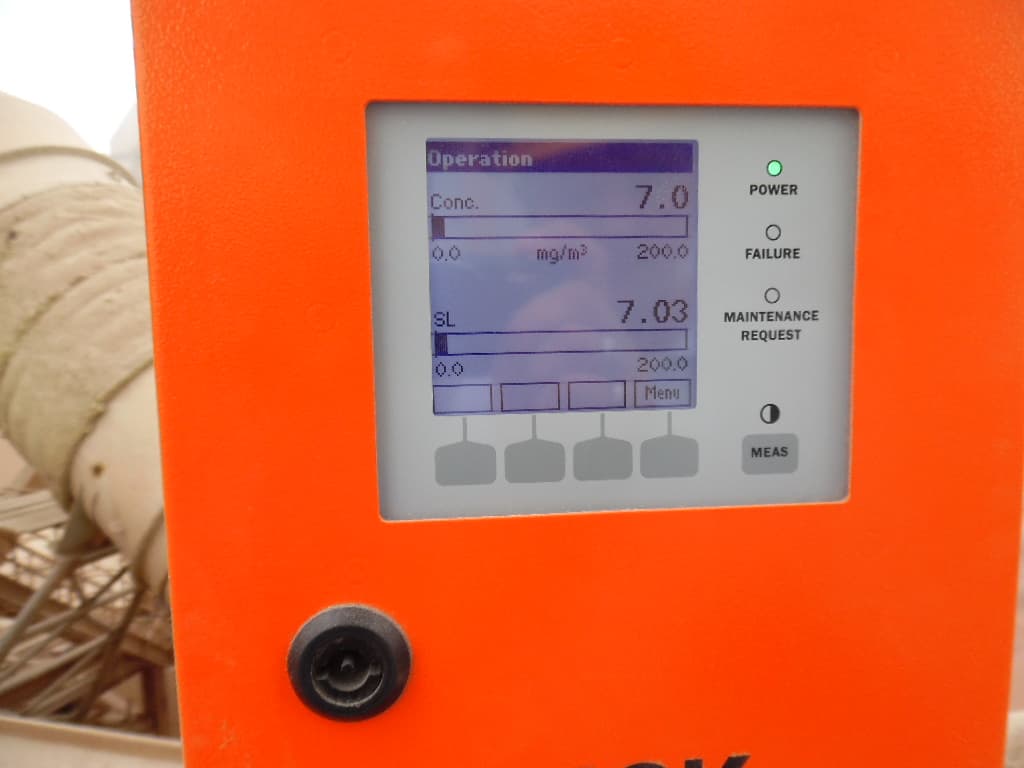 Operation
Conc. 7.0
0.0 mg/m³ 200.0
SL 7.03
0.0 200.0
Menu
POWER
FAILURE
MAINTENANCE
REQUEST
MEAS